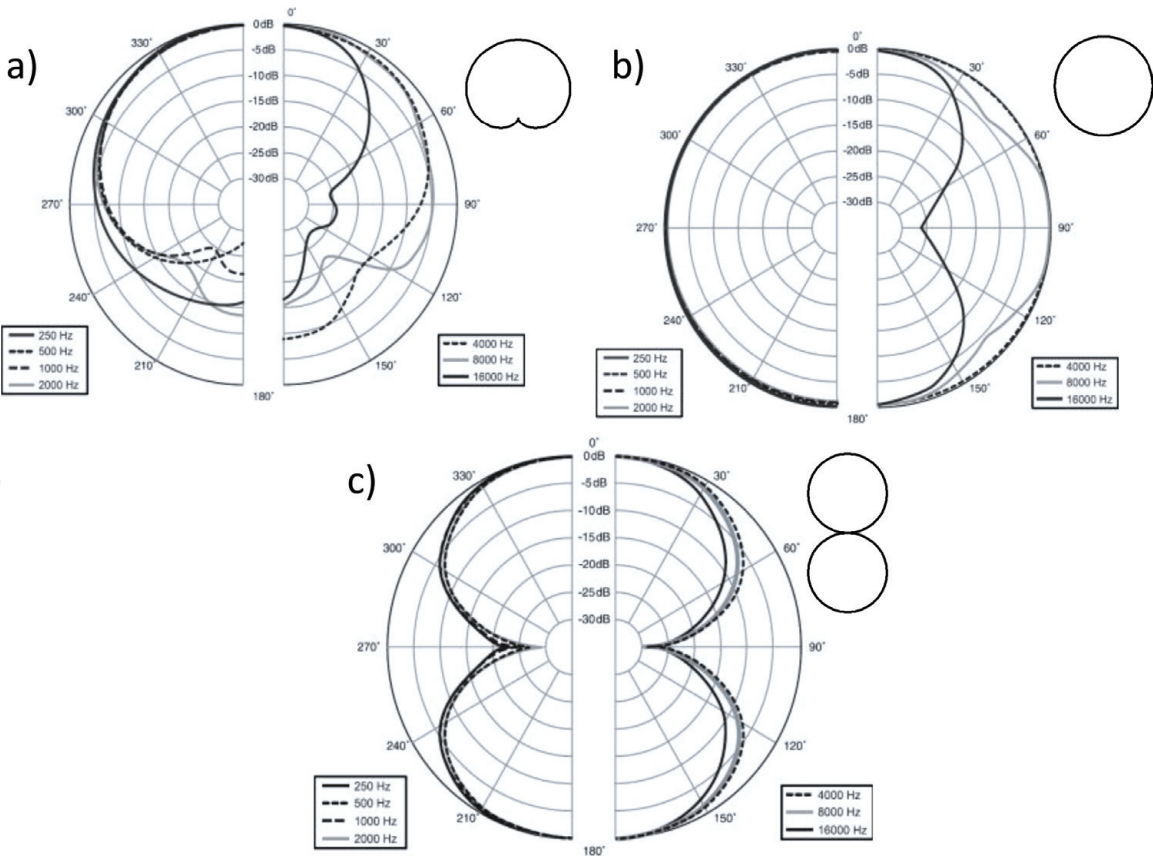 a)
0˚
0dB
-5dB
-10dB
-15dB
-20dB
-25dB
-30dB
330˚
30˚
300˚
60˚
270˚
90˚
240˚
120˚
210˚
150˚
180˚
250 Hz
500 Hz
1000 Hz
2000 Hz
4000 Hz
8000 Hz
16000 Hz
b)
0˚
0dB
-5dB
-10dB
-15dB
-20dB
-25dB
-30dB
330˚
30˚
300˚
60˚
270˚
90˚
240˚
120˚
210˚
150˚
180˚
250 Hz
500 Hz
1000 Hz
2000 Hz
4000 Hz
8000 Hz
16000 Hz
c)
0˚
0dB
-5dB
-10dB
-15dB
-20dB
-25dB
-30dB
330˚
30˚
300˚
60˚
270˚
90˚
240˚
120˚
210˚
150˚
180˚
250 Hz
500 Hz
1000 Hz
2000 Hz
4000 Hz
8000 Hz
16000 Hz